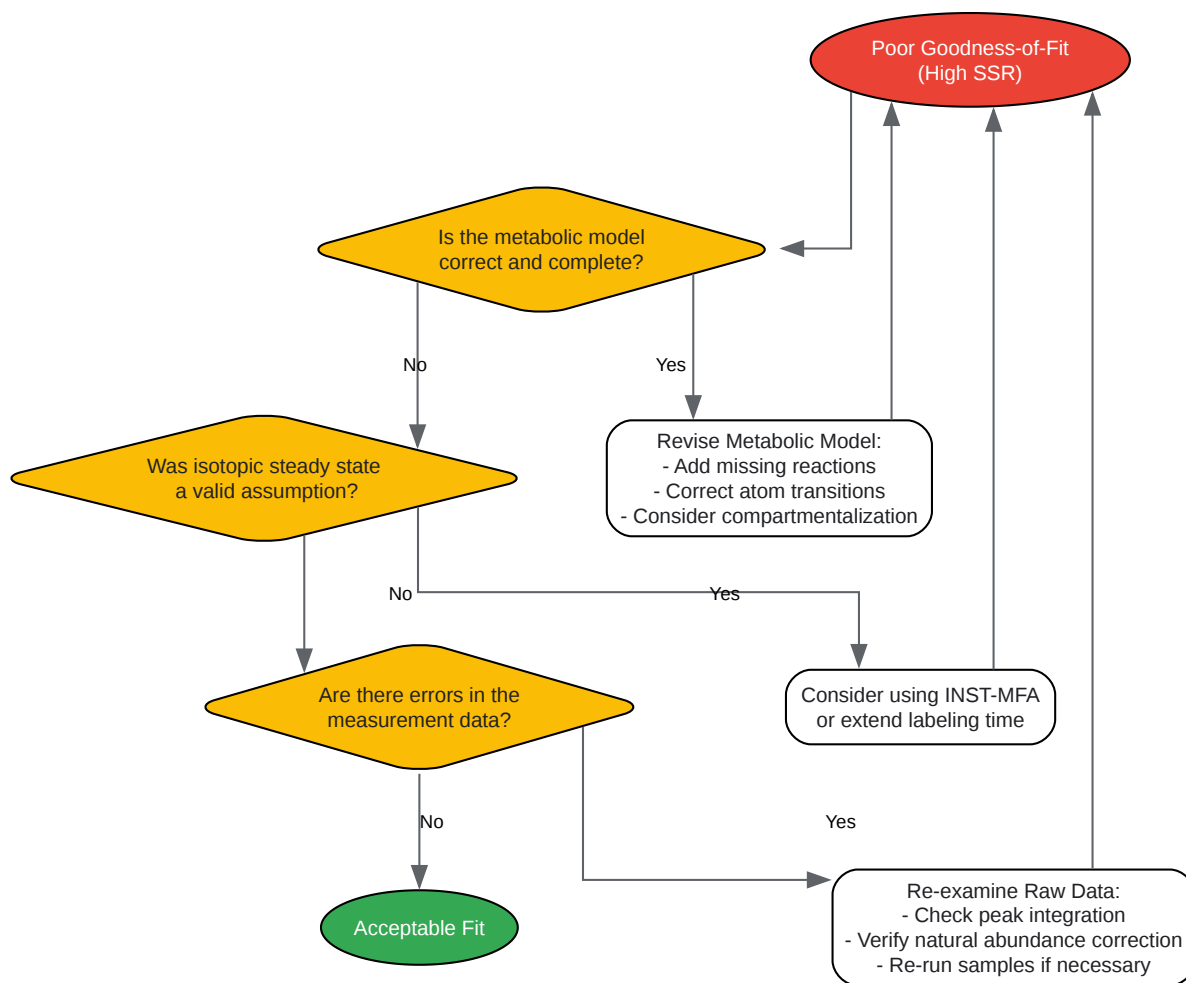 Poor Goodness-of-Fit
(High SSR)
Is the metabolic model
correct and complete?
No
Yes
Revise Metabolic Model:
- Add missing reactions
- Correct atom transitions
- Consider compartmentalization
Was isotopic steady state
a valid assumption?
No
Yes
Consider using INST-MFA
or extend labeling time
Are there errors in the
measurement data?
No
Yes
Re-examine Raw Data:
- Check peak integration
- Verify natural abundance correction
- Re-run samples if necessary
Acceptable Fit